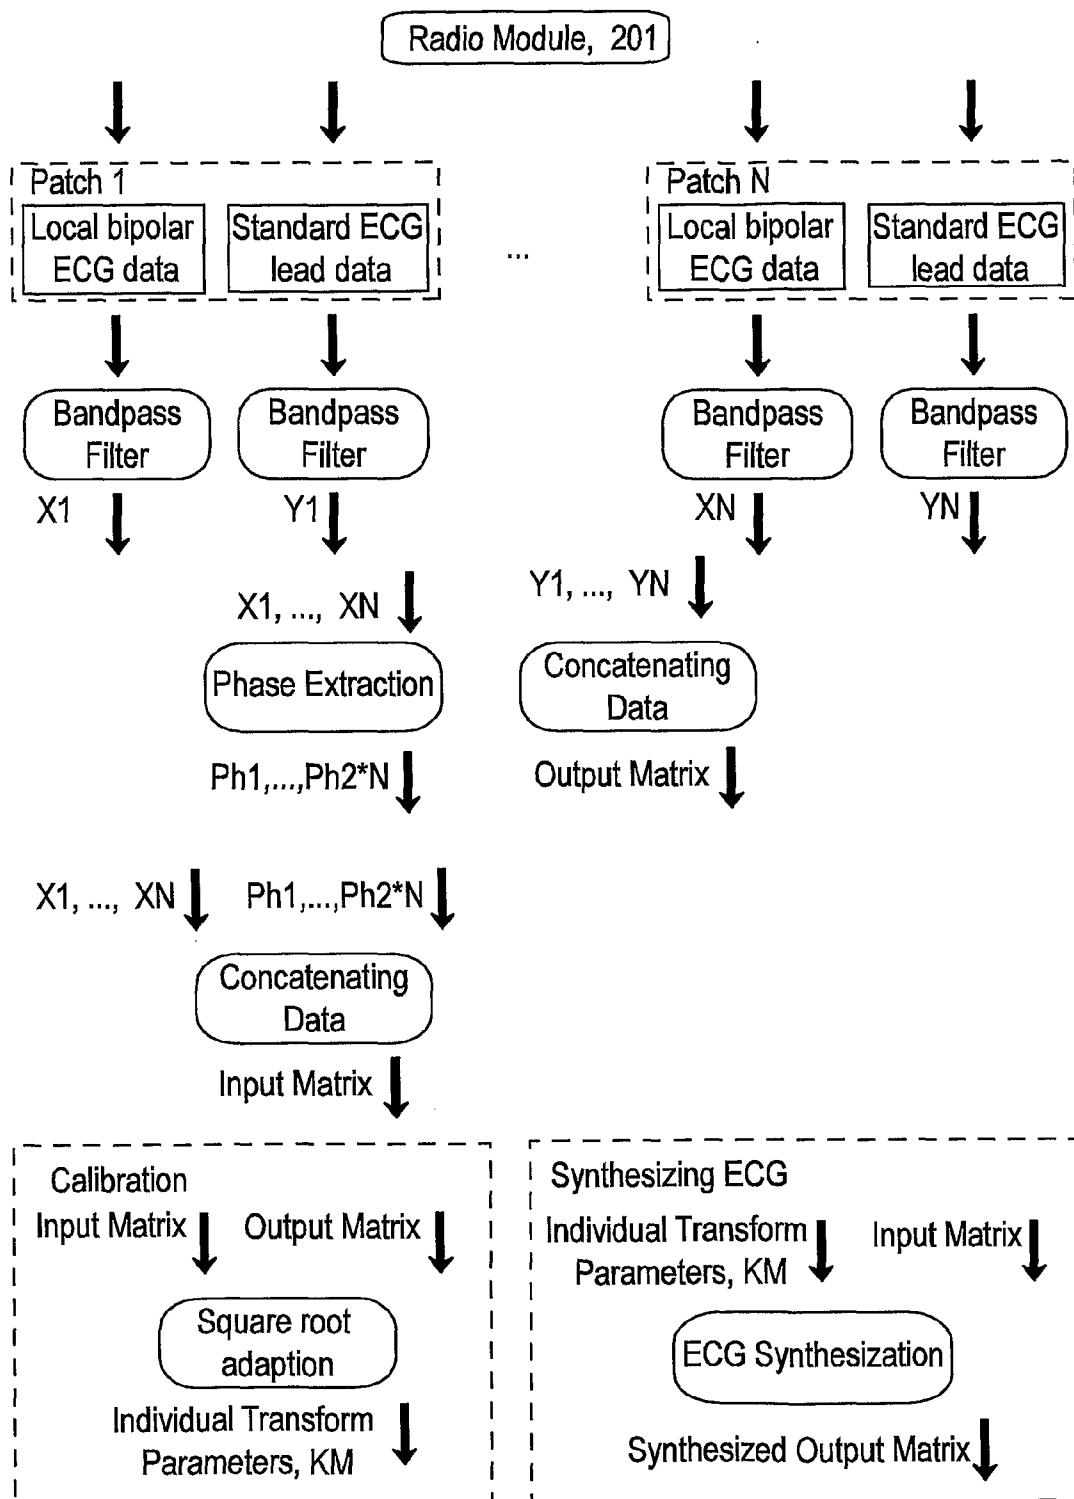 Radio Module, 201
Patch 1
Local bipolar
ECG data
Standard ECG
lead data
...
Patch N
Local bipolar
ECG data
Standard ECG
lead data
Bandpass
Filter
Bandpass
Filter
Bandpass
Filter
Bandpass
Filter
X1
Y1
XN
YN
X1, ..., XN
Y1, ..., YN
Phase Extraction
Concatenating
Data
Ph1,...,Ph2*N
Output Matrix
X1, ..., XN
Ph1,...,Ph2*N
Concatenating
Data
Input Matrix
Calibration
Input Matrix
Output Matrix
Square root
adaption
Individual Transform
Parameters, KM
Synthesizing ECG
Individual Transform
Parameters, KM
Input Matrix
ECG Synthesization
Synthesized Output Matrix